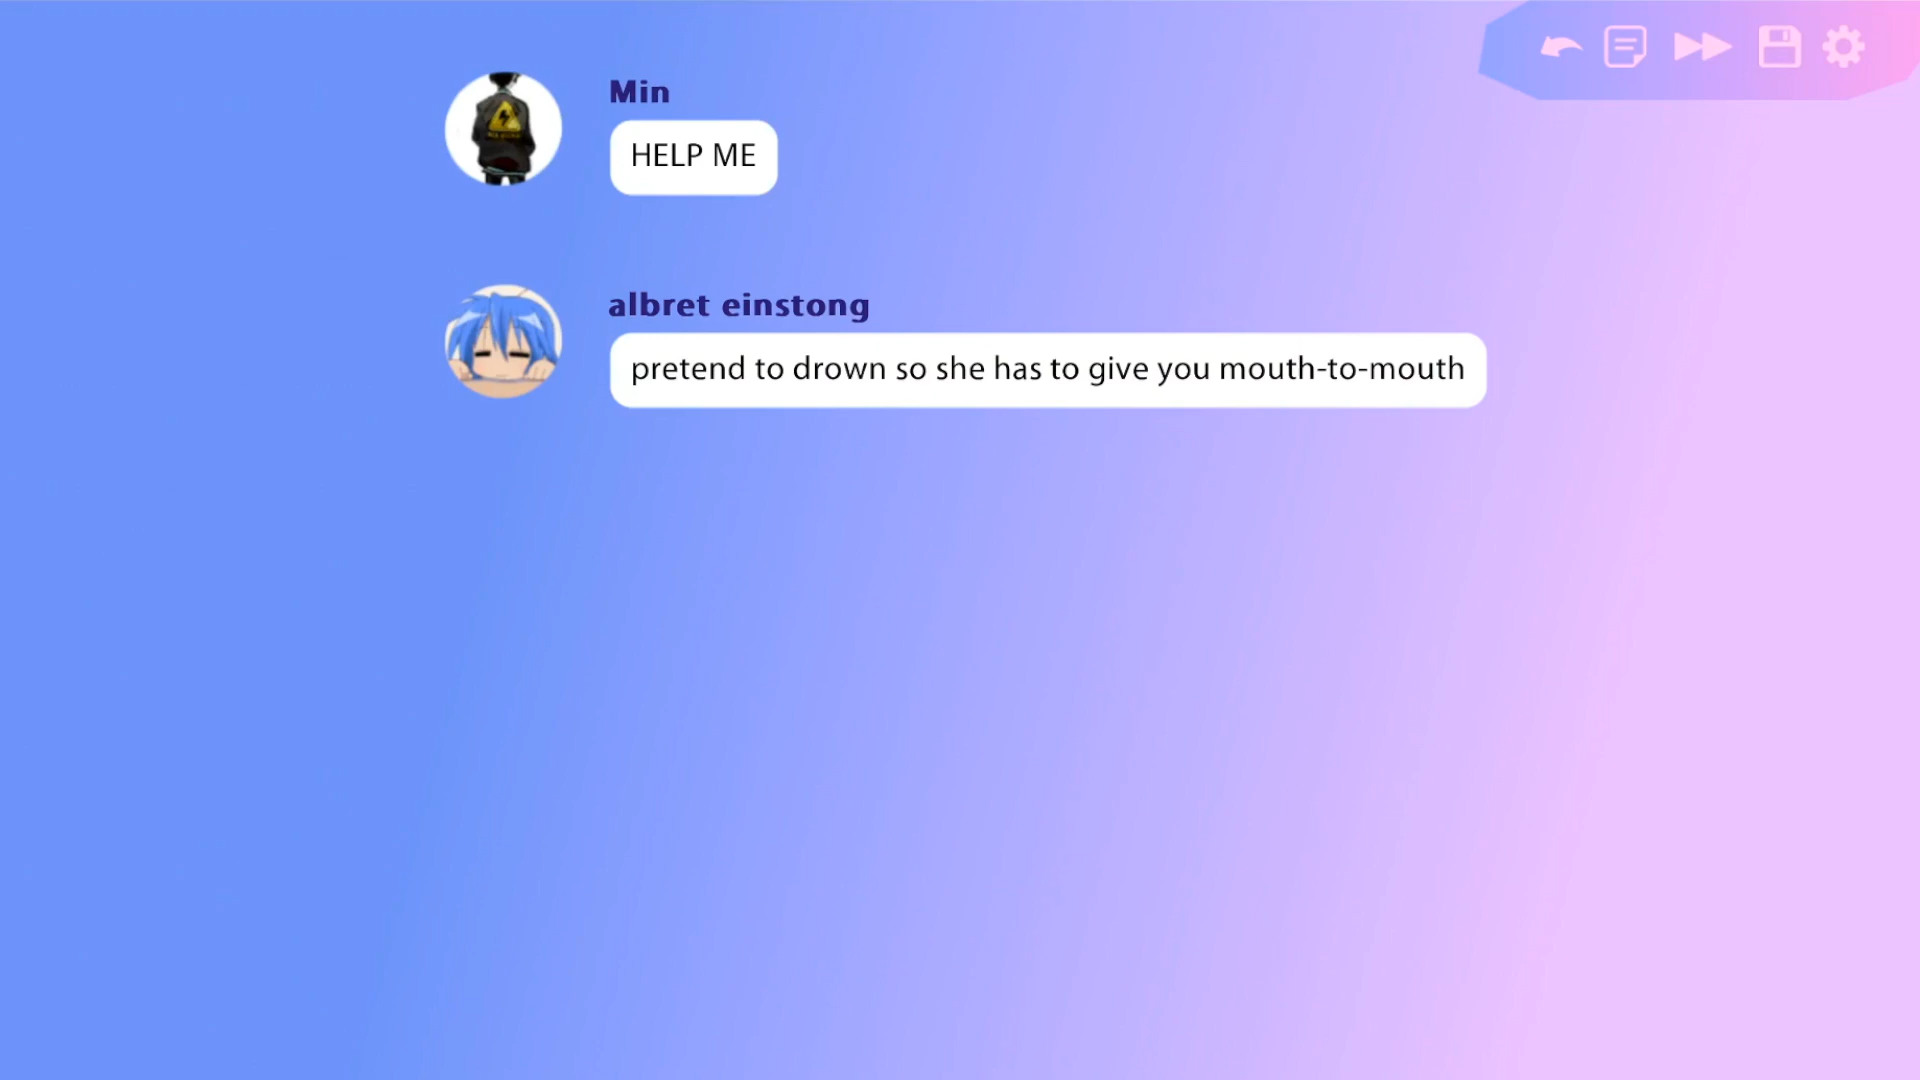 Min
HELP ME
albret einstong
pretend to drown so she has to give you mouth-to-mouth